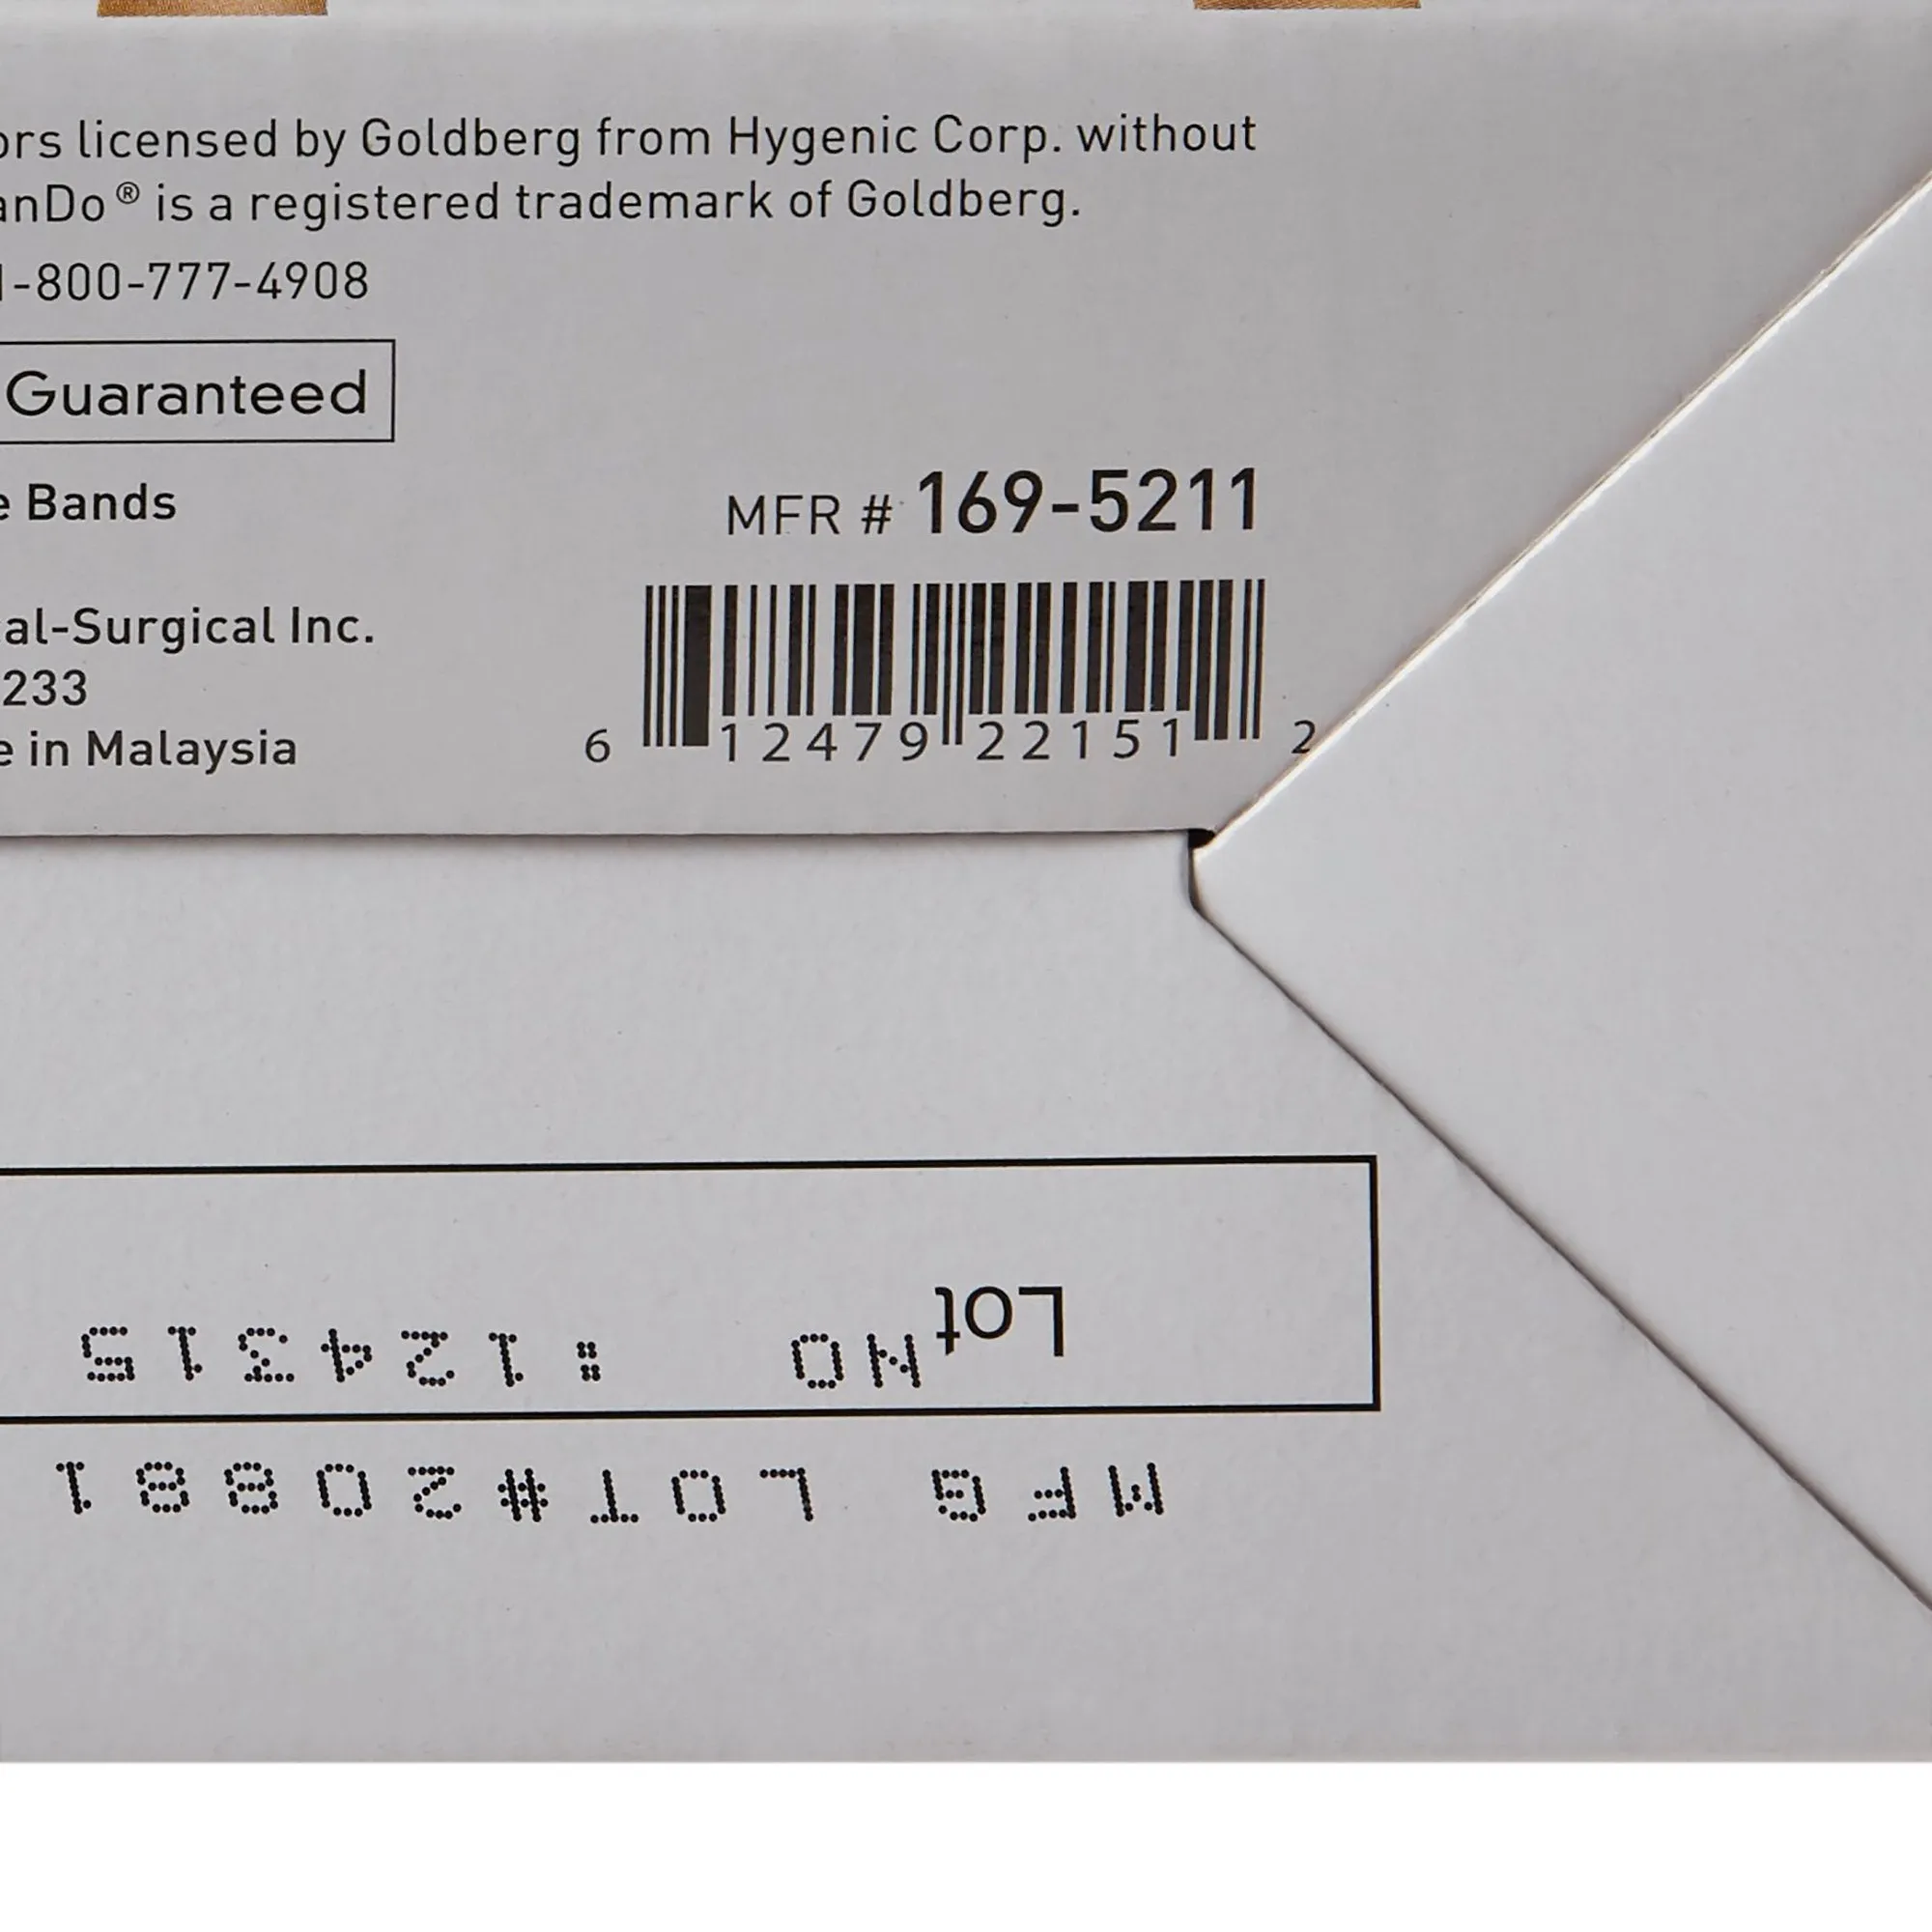 ors licensed by Goldberg from Hygenic Corp. without
anDo® is a registered trademark of Goldberg.
1-800-777-4908
Guaranteed
e Bands
MFR # 169-5211
al-Surgical Inc.
233
e in Malaysia
6 12479 22151 2
Lot NO :124315
MFG LOT#20881